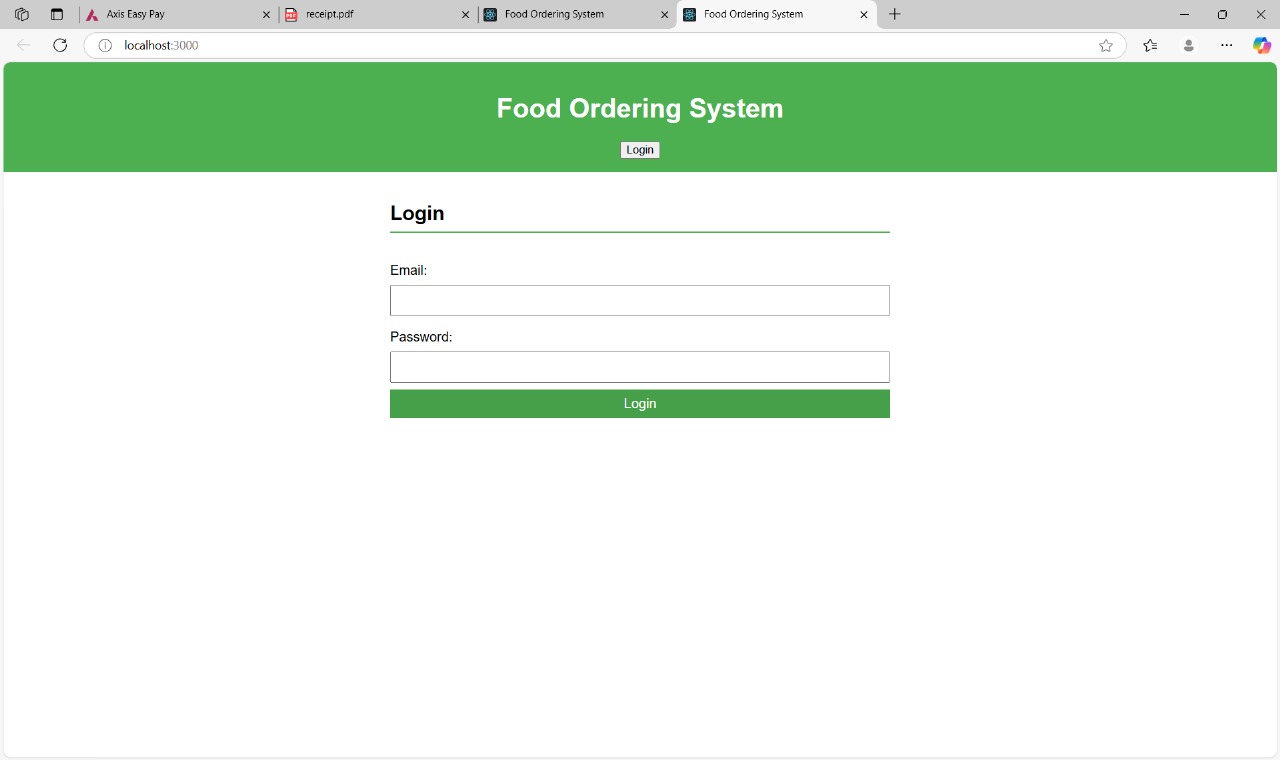 Axis Easy Pay
receipt.pdf
Food Ordering System
Food Ordering System
localhost:3000
Food Ordering System
Login
Login
Email:
Password:
Login